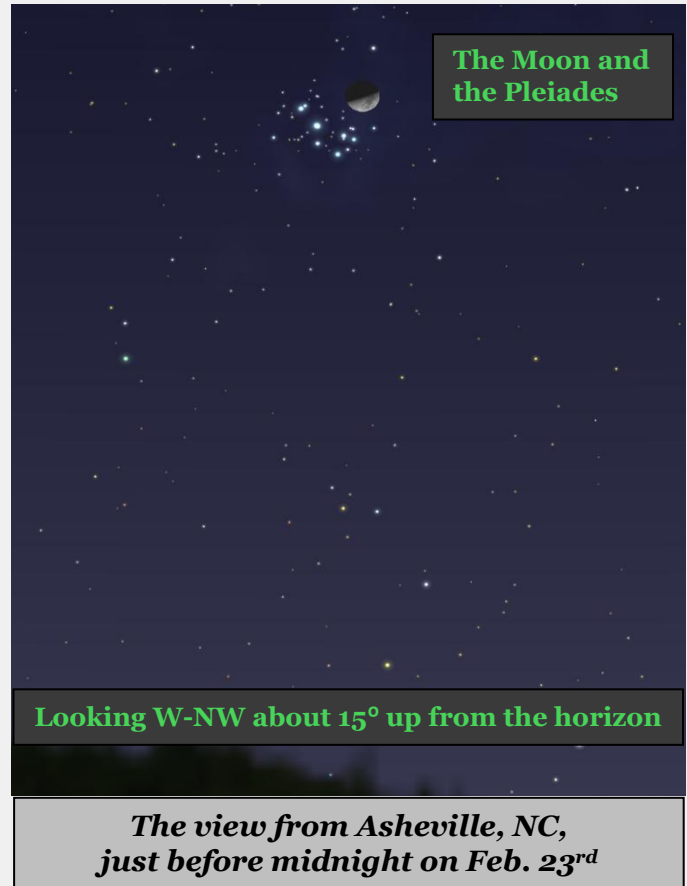 The Moon and
the Pleiades
Looking W-NW about 15° up from the horizon
The view from Asheville, NC,
just before midnight on Feb. 23rd